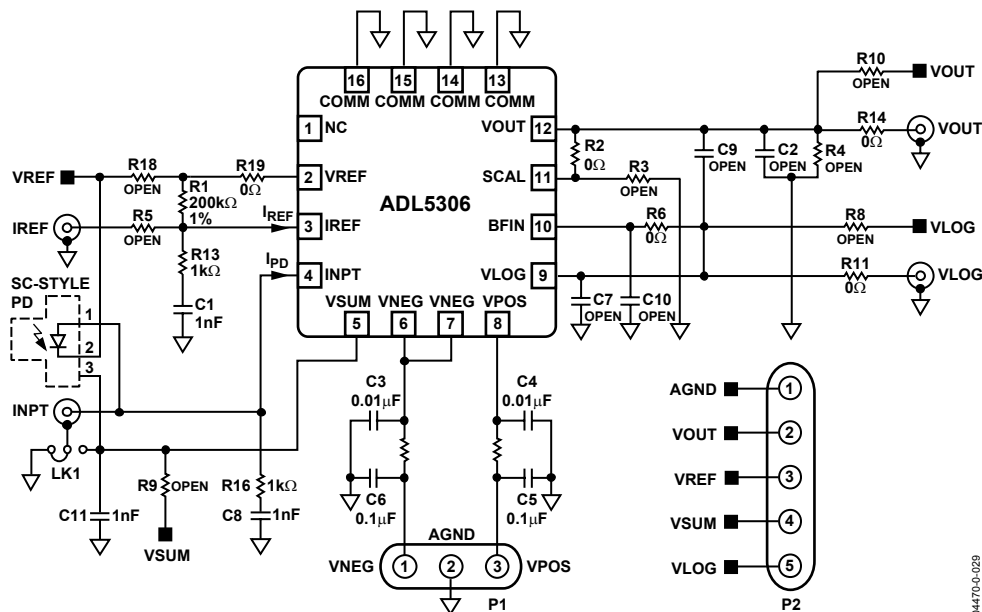 16 15 14 13
COMM COMM COMM COMM
1 NC
2 VREF
3 IREF
4 INPT
ADL5306
VOUT 12
SCAL 11
BFIN 10
VLOG 9
VSUM VNEG VNEG VPOS
5 6 7 8
VREF
R18
OPEN
R19
0Ω
R1
200kΩ
1%
IREF
R5
OPEN
IREF
R13
1kΩ
IPD
C1
1nF
SC-STYLE
PD
1
2
3
INPT
LK1
R9 OPEN
VSUM
C11 1nF
R16 1kΩ
C8 1nF
C3
0.01μF
C6
0.1μF
C4
0.01μF
C5
0.1μF
AGND
VNEG 1 2 3 VPOS
P1
R10
OPEN
VOUT
R14
0Ω
VOUT
R2
0Ω
R3
OPEN
C9
OPEN
C2
OPEN
R4
OPEN
R6
0Ω
R8
OPEN
VLOG
R11
0Ω
VLOG
C7
OPEN
C10
OPEN
AGND 1
VOUT 2
VREF 3
VSUM 4
VLOG 5
P2
04470-0-029